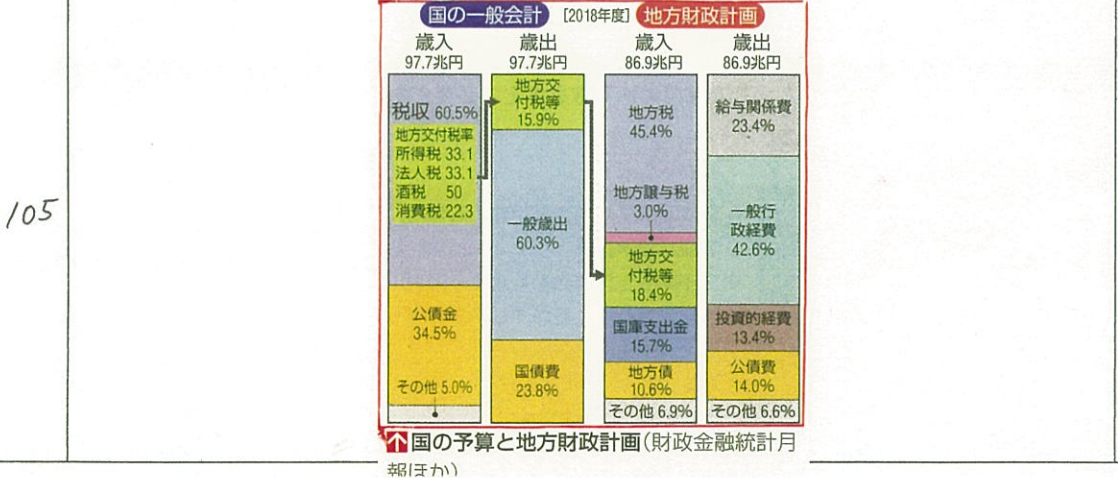 国の一般会計 [2018年度] 地方財政計画
歳入 歳出 歳入 歳出
97.7兆円 97.7兆円 86.9兆円 86.9兆円
税収 60.5%
地方交付税率
所得税 33.1
法人税 33.1
酒税 50
消費税 22.3
公債金
34.5%
その他 5.0%
地方交
付税等
15.9%
一般歳出
60.3%
国債費
23.8%
地方税
45.4%
地方譲与税
3.0%
地方交
付税等
18.4%
国庫支出金
15.7%
地方債
10.6%
その他 6.9%
給与関係費
23.4%
一般行
政経費
42.6%
投資的経費
13.4%
公債費
14.0%
その他 6.6%
105
↑国の予算と地方財政計画(財政金融統計月
報ほか)